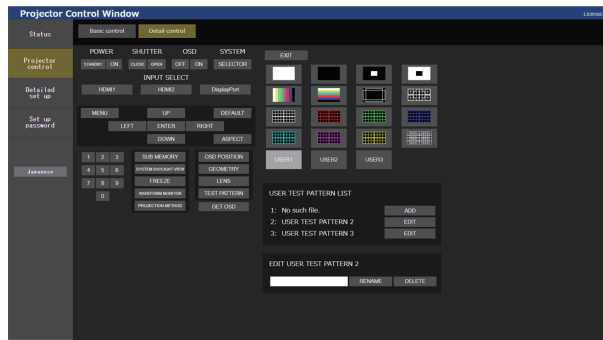 Projector Control Window
Licenses
Status
Projector control
Detailed set up
Set up password
Japanese
Basic control
Detail control
POWER
SHUTTER
OSD
SYSTEM
STANDBY
ON
CLOSE
OPEN
OFF
ON
SELECTOR
INPUT SELECT
HDMI1
HDMI2
DisplayPort
MENU
UP
DEFAULT
LEFT
ENTER
RIGHT
DOWN
ASPECT
1 2 3
4 5 6
7 8 9
0
SUB MEMORY
OSD POSITION
SYSTEM DAYLIGHT VIEW
GEOMETRY
FREEZE
LENS
WAVEFORM MONITOR
TEST PATTERN
PROJECTION METHOD
GET OSD
EXIT
USER1
USER2
USER3
USER TEST PATTERN LIST
1: No such file.
ADD
2: USER TEST PATTERN 2
EDIT
3: USER TEST PATTERN 3
EDIT
EDIT USER TEST PATTERN 2
RENAME
DELETE